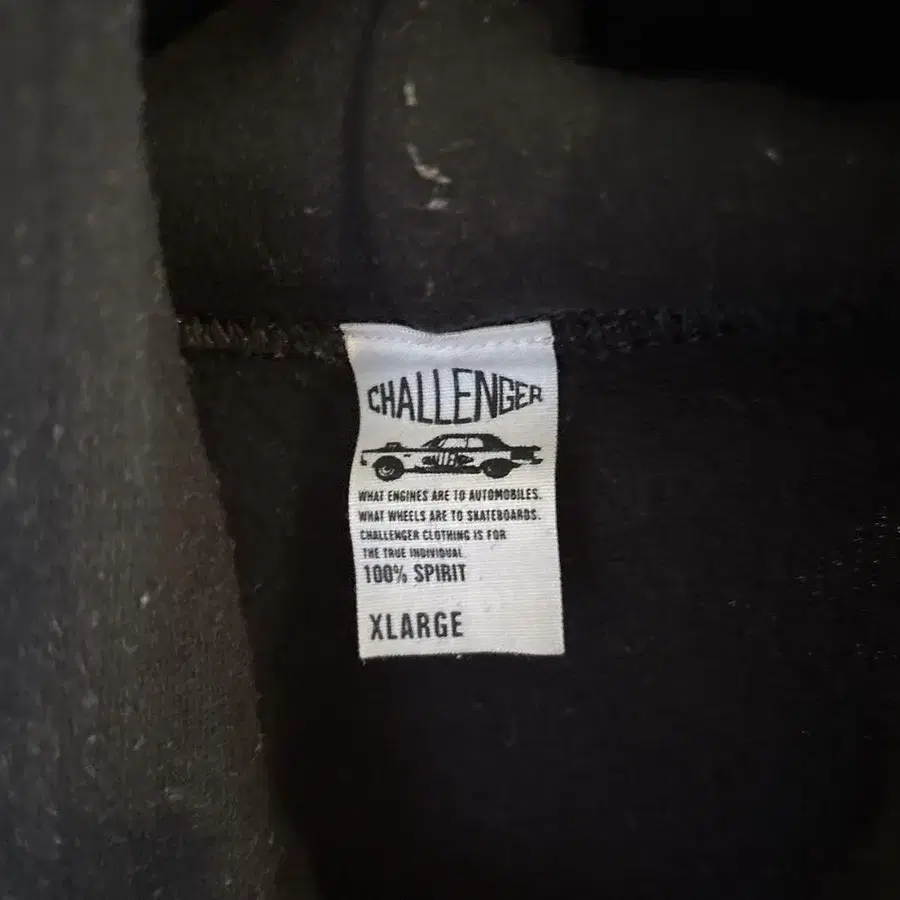 CHALLENGER
WHAT ENGINES ARE TO AUTOMOBILES.
WHAT WHEELS ARE TO SKATEBOARDS.
CHALLENGER CLOTHING IS FOR
THE TRUE INDIVIDUAL.
100% SPIRIT
XLARGE